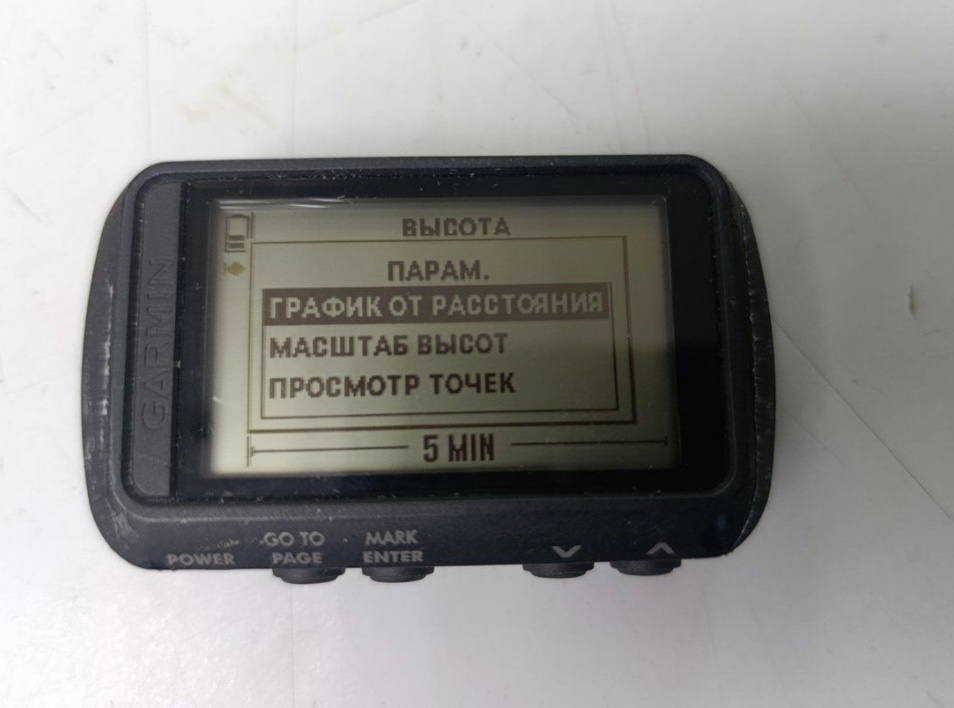 GARMIN
ВЫСОТА
ПАРАМ.
ГРАФИК ОТ РАССТОЯНИЯ
МАСШТАБ ВЫСОТ
ПРОСМОТР ТОЧЕК
5 MIN
POWER
GO TO
PAGE
MARK
ENTER